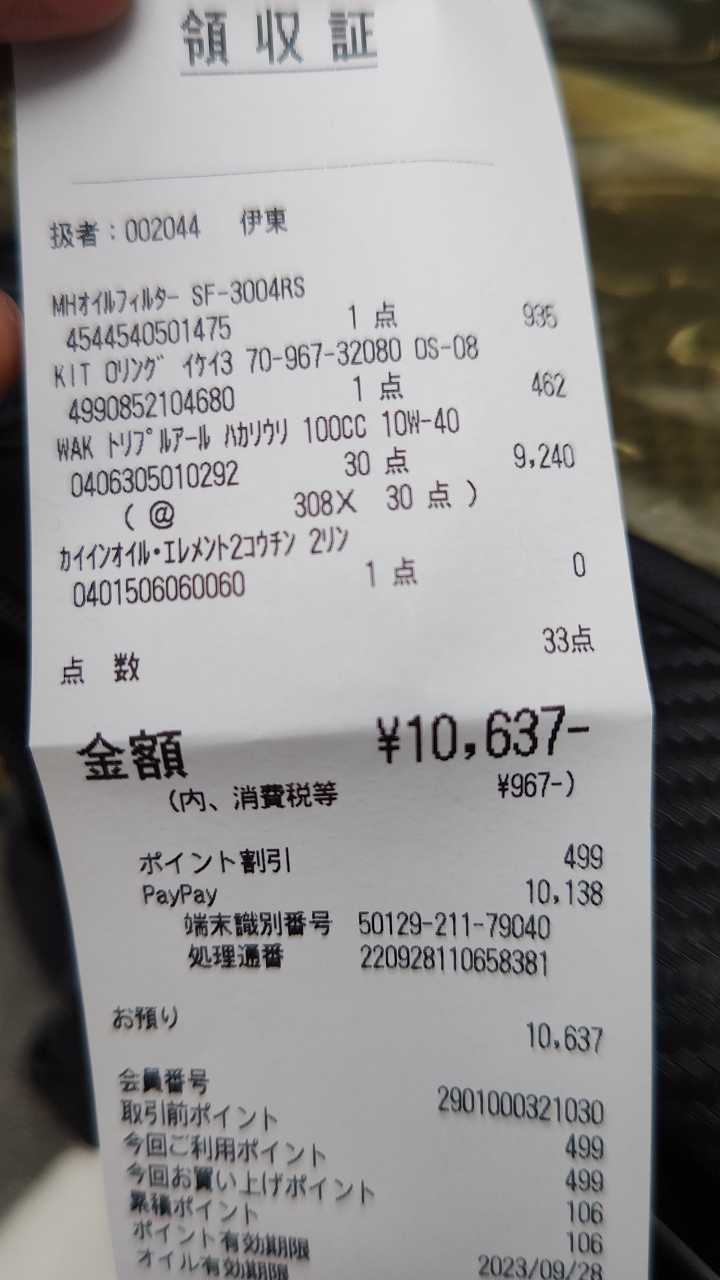 領収証
扱者：002044 伊東
MHオイルフィルター SF-3004RS
4544540501475 1 点 935
KIT Oリング イケイ3 70-967-32080 OS-08
4990852104680 1 点 462
WAK トリプルアール ハカリウリ 100CC 10W-40
0406305010292 30 点 9,240
( @ 308X 30 点 )
カイインオイル・エレメント2コウチン 2リン
0401506060060 1 点 0
点 数 33点
金額 ¥10,637-
(内、消費税等 ¥967-)
ポイント割引 499
PayPay 10,138
端末識別番号 50129-211-79040
処理通番 220928110658381
お預り 10,637
会員番号 2901000321030
取引前ポイント 499
今回ご利用ポイント 499
今回お買い上げポイント 106
累積ポイント 106
ポイント有効期限 2023/09/28
オイル有効期限